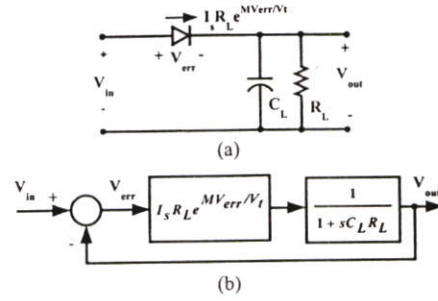 I_s R_L e^{MVerr/Vt}
+ V_err -
+ +
V_in C_L R_L V_out
- -
(a)
V_in + V_err I_s R_L e^{MV_err/V_t} 1 V_out
1 + sC_L R_L
-
(b)